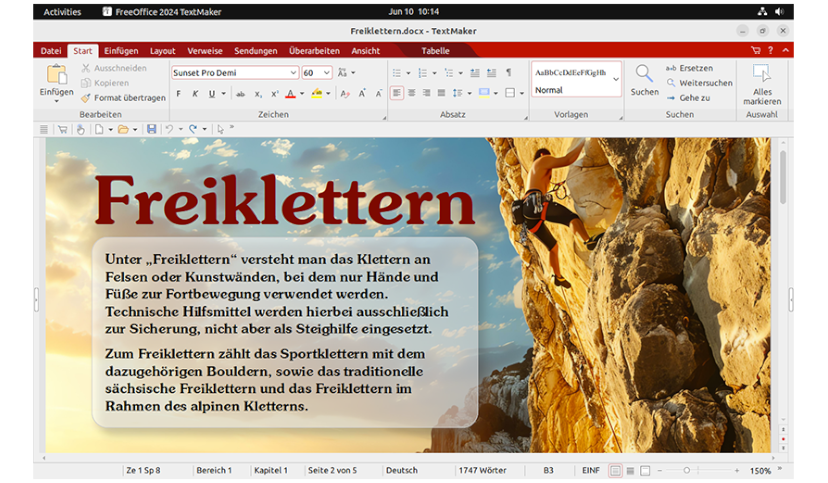 Activities FreeOffice 2024 TextMaker Jun 10 10:14
Freiklettern.docx - TextMaker
Datei Start Einfügen Layout Verweise Sendungen Überarbeiten Ansicht Tabelle
Einfügen
Ausschneiden
Kopieren
Format übertragen
Bearbeiten
Sunset Pro Demi 60
F K U ab X, X' A
Zeichen
Absatz
AaBbCcDdEeFfGgHh
Normal
Vorlagen
Suchen
a→b Ersetzen
Weitersuchen
Gehe zu
Suchen
Alles
markieren
Auswahl
Freiklettern
Unter „Freiklettern“ versteht man das Klettern an
Felsen oder Kunstwänden, bei dem nur Hände und
Füße zur Fortbewegung verwendet werden.
Technische Hilfsmittel werden hierbei ausschließlich
zur Sicherung, nicht aber als Steighilfe eingesetzt.
Zum Freiklettern zählt das Sportklettern mit dem
dazugehörigen Bouldern, sowie das traditionelle
sächsische Freiklettern und das Freiklettern im
Rahmen des alpinen Kletterns.
Ze 1 Sp 8 Bereich 1 Kapitel 1 Seite 2 von 5 Deutsch 1747 Wörter B3 EINF 150%